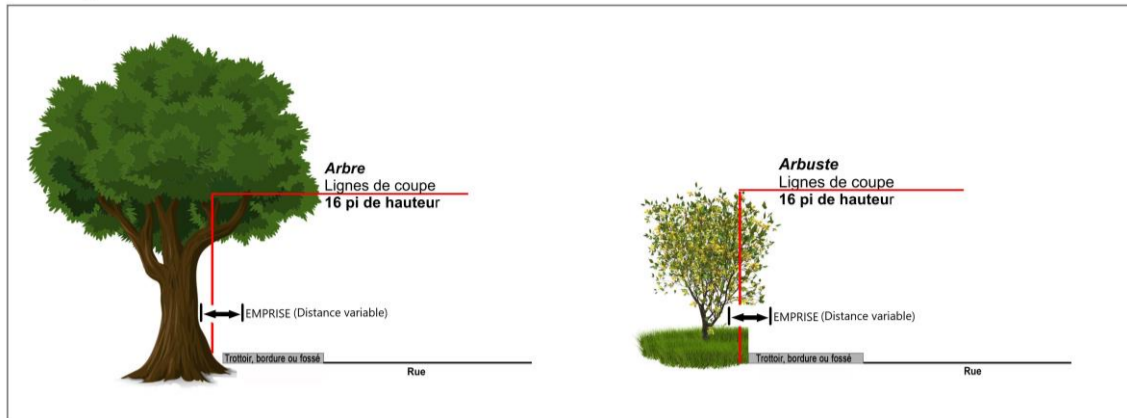 Arbre
Lignes de coupe
16 pi de hauteur
EMPRISE (Distance variable)
Trottoir, bordure ou fossé
Rue
Arbuste
Lignes de coupe
16 pi de hauteur
EMPRISE (Distance variable)
Trottoir, bordure ou fossé
Rue